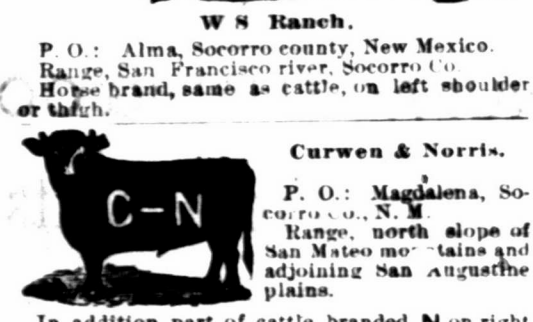 W S Ranch.
P. O.: Alma, Socorro county, New Mexico.
Range, San Francisco river, Socorro Co.
Horse brand, same as cattle, on left shoulder
or thigh.
Curwen & Norris.
C-N
P. O.: Magdalena, So-
corro Co., N. M.
Range, north slope of
San Mateo mountains and
adjoining San Augustine
plains.
In addition part of cattle branded N on right